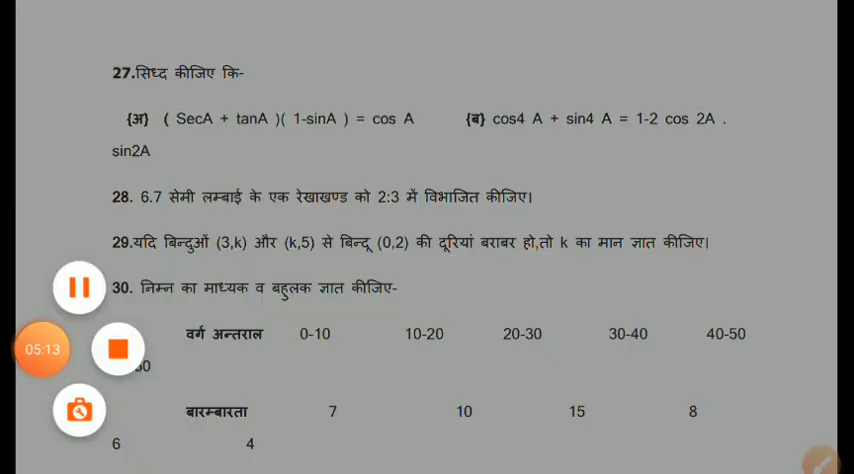 27.सिध्द कीजिए कि-
{अ} ( SecA + tanA )( 1-sinA ) = cos A {ब} cos4 A + sin4 A = 1-2 cos 2A .
sin2A
28. 6.7 सेमी लम्बाई के एक रेखाखण्ड को 2:3 में विभाजित कीजिए।
29.यदि बिन्दुओं (3,k) और (k,5) से बिन्दू (0,2) की दूरियां बराबर हो,तो k का मान ज्ञात कीजिए।
30. निम्न का माध्यक व बहुलक ज्ञात कीजिए-
वर्ग अन्तराल 0-10 10-20 20-30 30-40 40-50
05:13
बारम्बारता 7 10 15 8
6 4